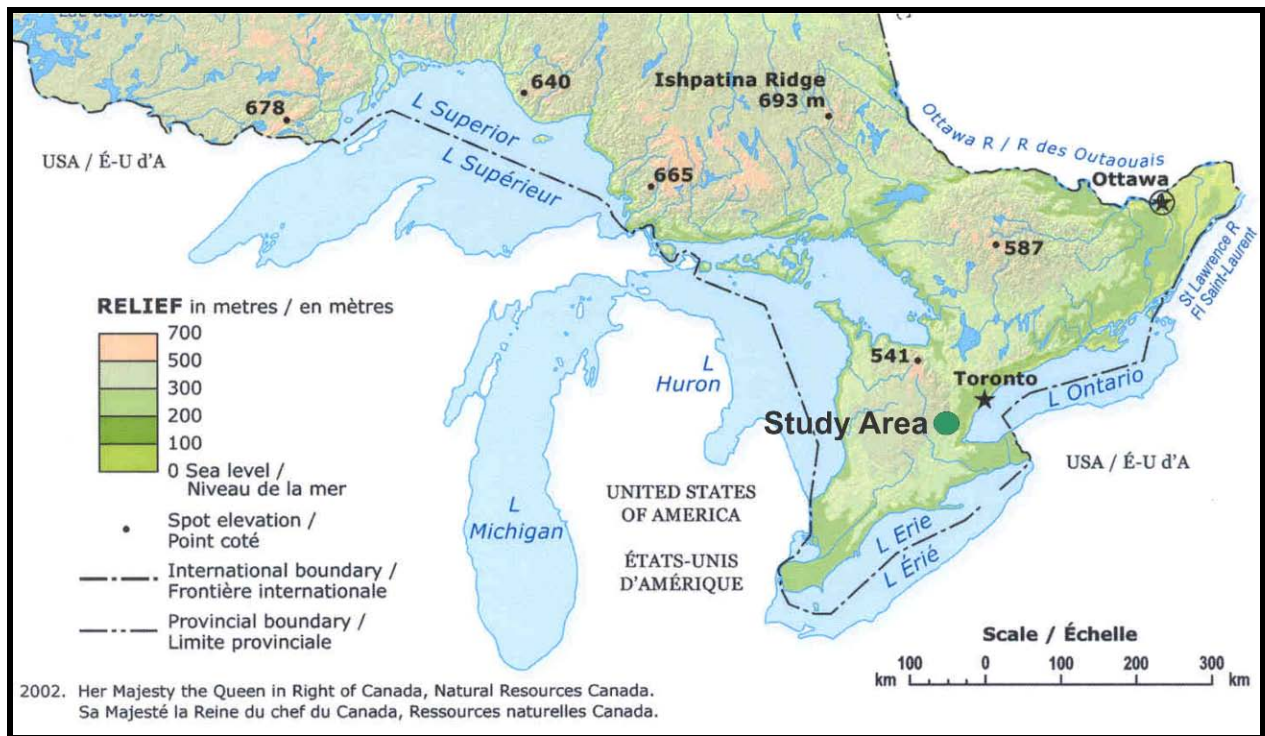 640
Ishpatina Ridge
693 m
678
L Superior
L Supérieur
USA / É-U d'A
665
Ottawa R / R des Outaouais
Ottawa
587
St Lawrence R
Fl Saint-Laurent
RELIEF in metres / en mètres
700
500
300
200
100
0 Sea level /
Niveau de la mer
Spot elevation /
Point coté
International boundary /
Frontière internationale
Provincial boundary /
Limite provinciale
L
Huron
541
Toronto
L Ontario
Study Area
USA / É-U d'A
L
Michigan
UNITED STATES
OF AMERICA
ÉTATS-UNIS
D'AMÉRIQUE
L Erie
L Érié
Scale / Échelle
100 0 100 200 300
km km
2002. Her Majesty the Queen in Right of Canada, Natural Resources Canada.
Sa Majesté la Reine du chef du Canada, Ressources naturelles Canada.